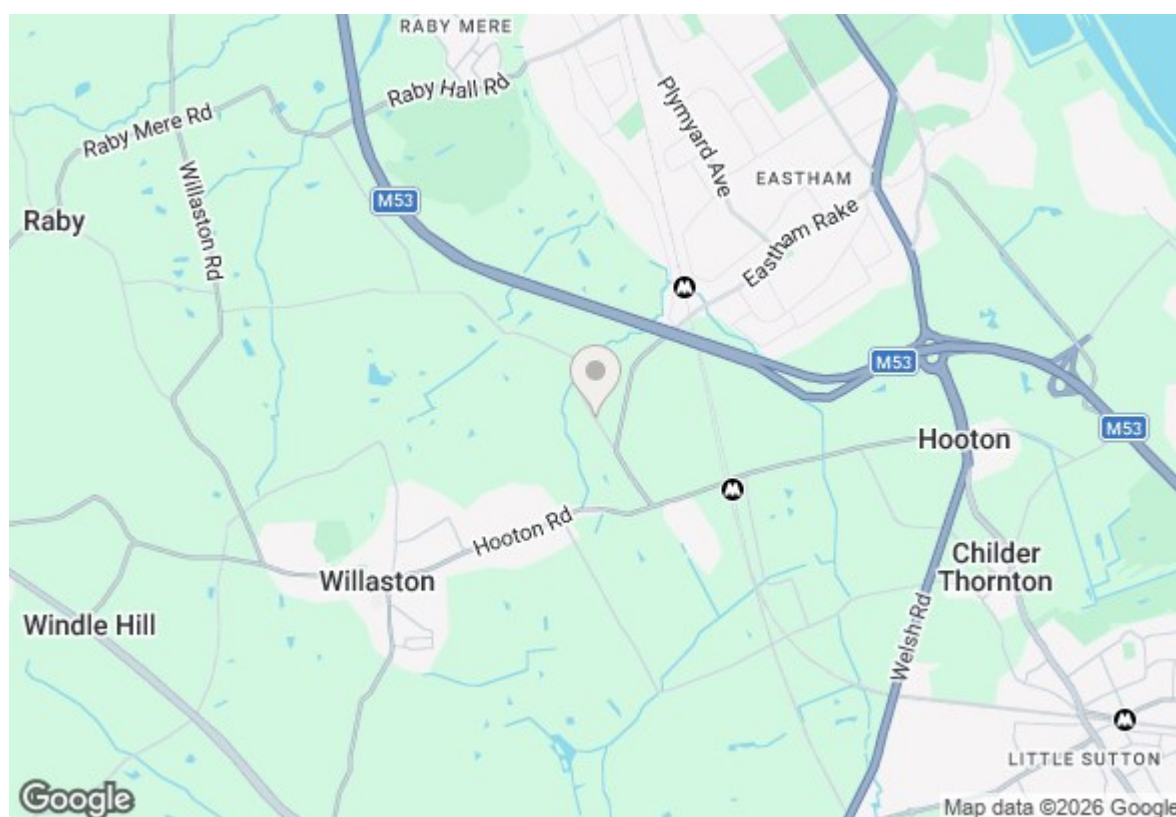 RABY MERE
Raby Hall Rd
Raby Mere Rd
Plymyard Ave
EASTHAM
Willaston Rd
M53
Raby
Eastham Rake
M53
M53
Hooton
Hooton Rd
Childer
Thornton
Willaston
Windle Hill
Welsh Rd
LITTLE SUTTON
Google
Map data ©2026 Google